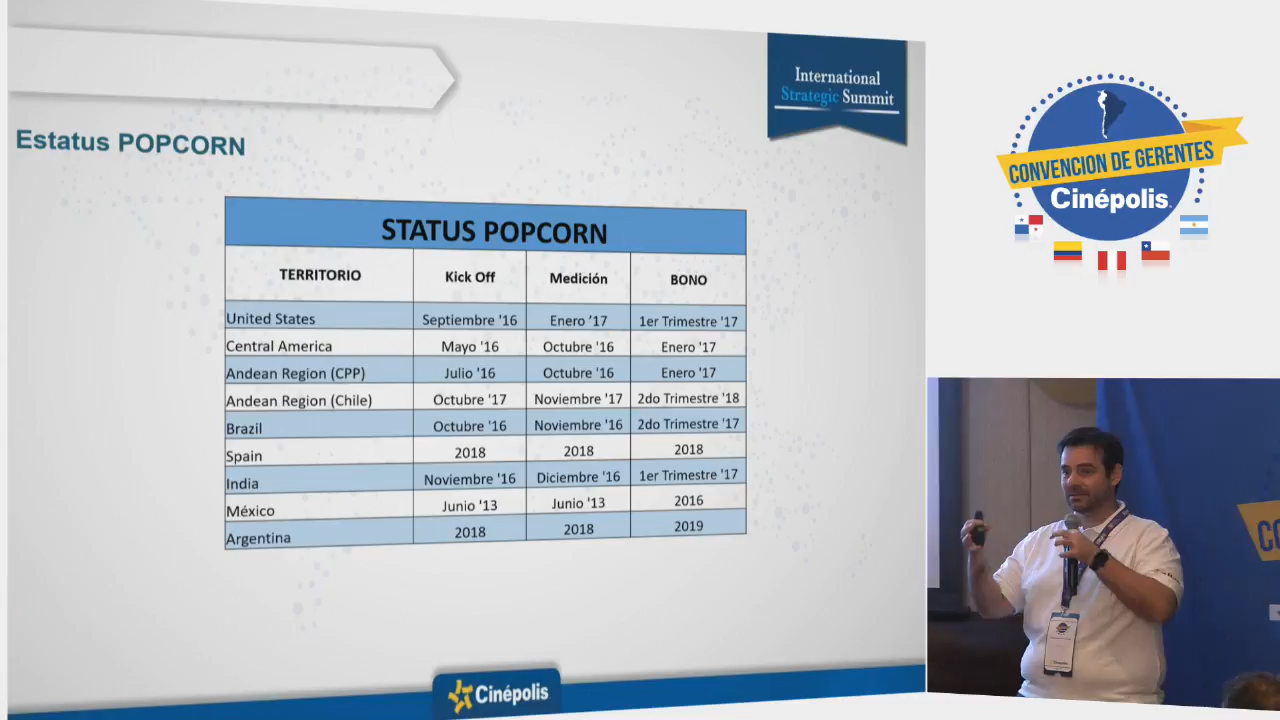 International
Strategic Summit
Estatus POPCORN
STATUS POPCORN
TERRITORIO Kick Off Medición BONO
United States Septiembre '16 Enero '17 1er Trimestre '17
Central America Mayo '16 Octubre '16 Enero '17
Andean Region (CPP) Julio '16 Octubre '16 Enero '17
Andean Region (Chile) Octubre '17 Noviembre '17 2do Trimestre '18
Brazil Octubre '16 Noviembre '16 2do Trimestre '17
Spain 2018 2018 2018
India Noviembre '16 Diciembre '16 1er Trimestre '17
México Junio '13 Junio '13 2016
Argentina 2018 2018 2019
Cinépolis
CONVENCION DE GERENTES
Cinépolis